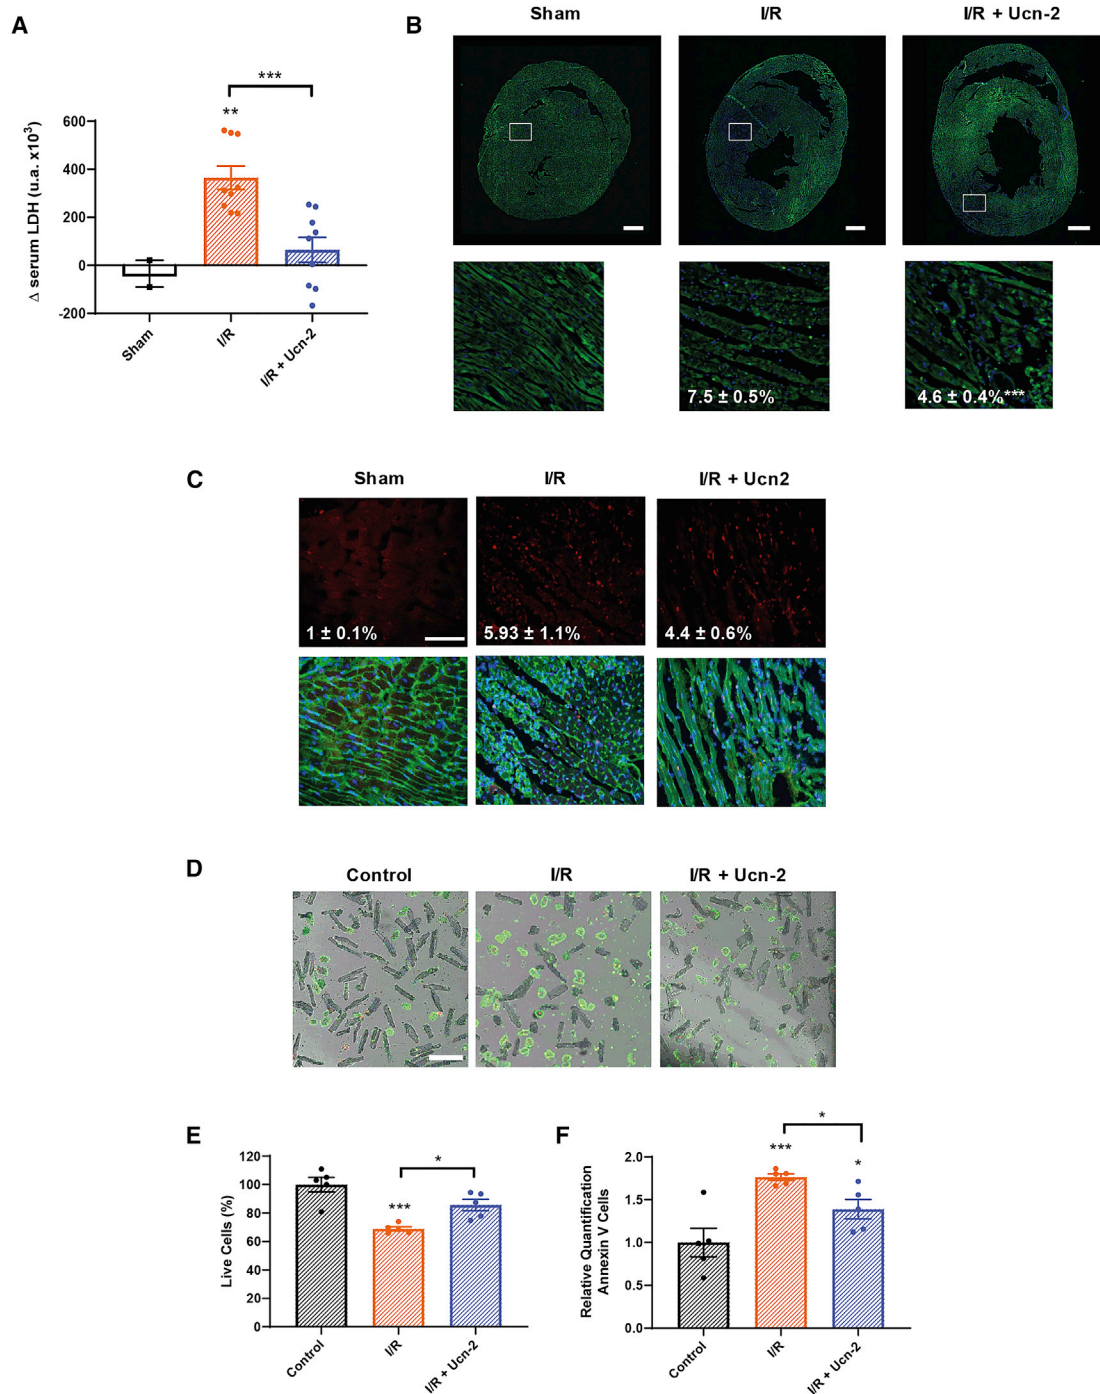 A
Δ serum LDH (u.a. x10³)
600
400
200
0
-200
**
***
Sham
I/R
I/R + Ucn-2
B
Sham
I/R
I/R + Ucn-2
7.5 ± 0.5%
4.6 ± 0.4%***
C
Sham
I/R
I/R + Ucn2
1 ± 0.1%
5.93 ± 1.1%
4.4 ± 0.6%
D
Control
I/R
I/R + Ucn-2
E
Live Cells (%)
120
100
80
60
40
20
0
***
*
Control
I/R
I/R + Ucn-2
F
Relative Quantification
Annexin V Cells
2.0
1.5
1.0
0.5
0.0
***
*
*
Control
I/R
I/R + Ucn-2